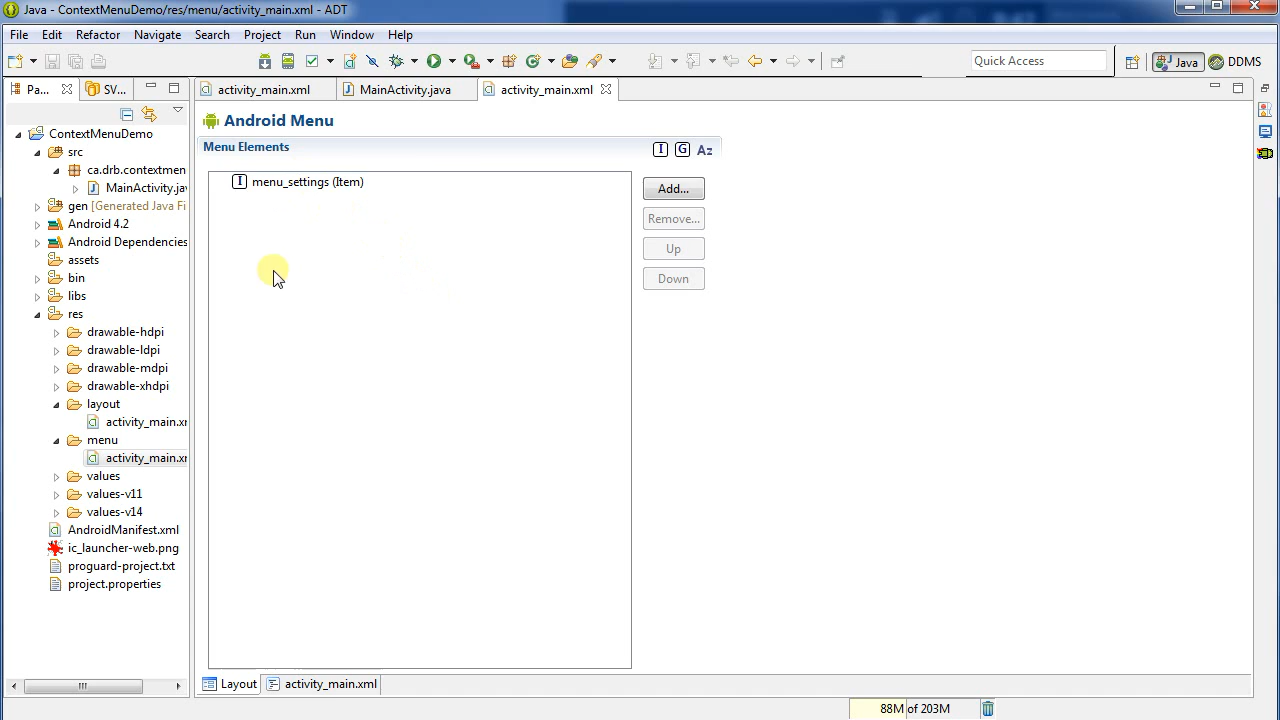 Java - ContextMenuDemo/res/menu/activity_main.xml - ADT
File Edit Refactor Navigate Search Project Run Window Help
Quick Access
Java
DDMS
Pa...
SV...
activity_main.xml
MainActivity.java
activity_main.xml
ContextMenuDemo
src
ca.drb.contextmen
MainActivity.jav
gen [Generated Java Fi
Android 4.2
Android Dependencies
assets
bin
libs
res
drawable-hdpi
drawable-ldpi
drawable-mdpi
drawable-xhdpi
layout
activity_main.xr
menu
activity_main.xr
values
values-v11
values-v14
AndroidManifest.xml
ic_launcher-web.png
proguard-project.txt
project.properties
Android Menu
Menu Elements
I G Az
I menu_settings (Item)
Add...
Remove...
Up
Down
Layout
activity_main.xml
88M of 203M